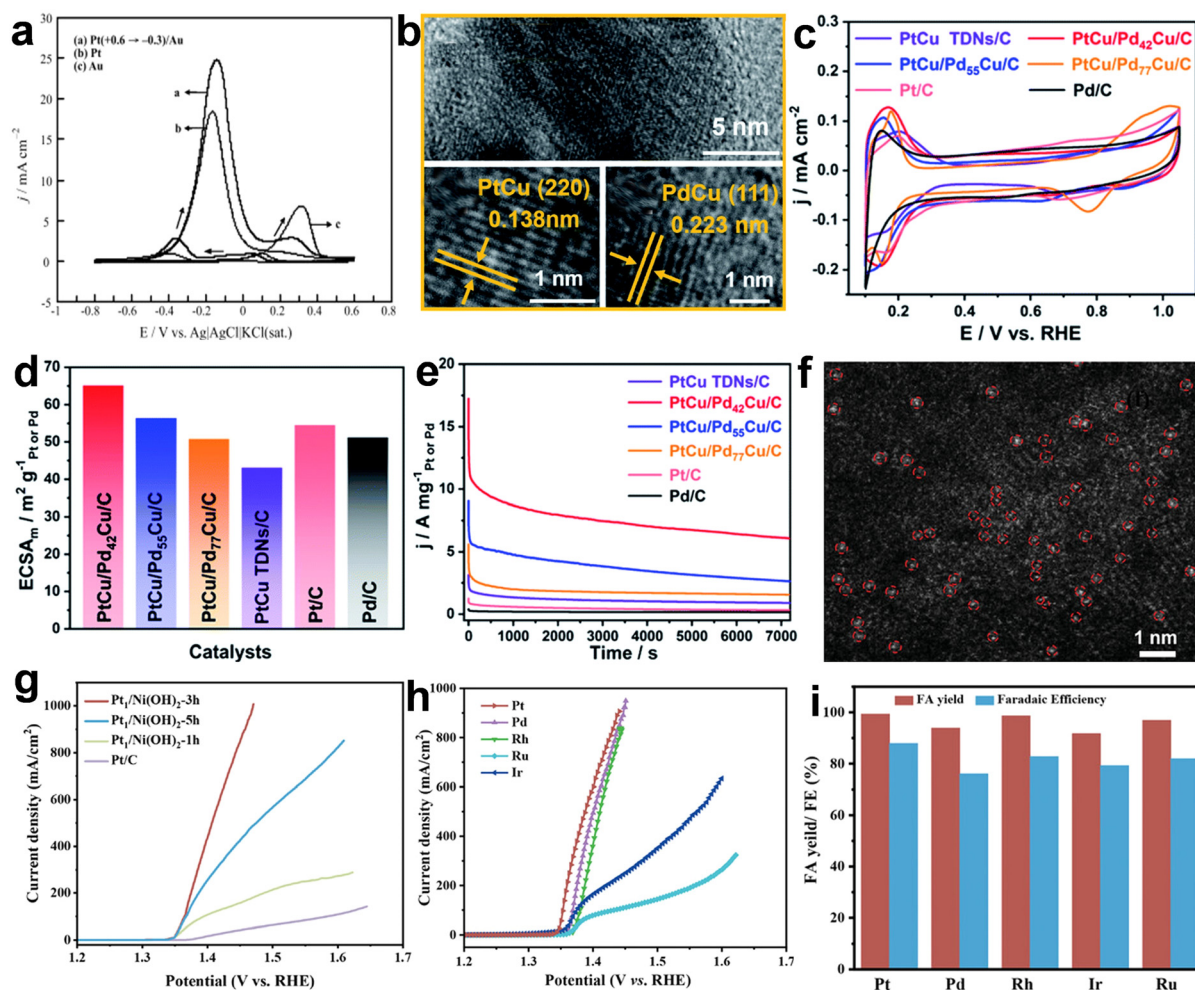 a
30
25
20
15
10
5
0
5
(a) Pt(+0.6 → –0.3)/Au
(b) Pt
(c) Au
a
b
c
j / mA cm⁻²
-1 -0.8 -0.6 -0.4 -0.2 0 0.2 0.4 0.6 0.8
E / V vs. Ag|AgCl|KCl(sat.)
b
5 nm
PtCu (220)
0.138nm
1 nm
PdCu (111)
0.223 nm
1 nm
c
PtCu TDNs/C
PtCu/Pd₄₂Cu/C
PtCu/Pd₅₅Cu/C
PtCu/Pd₇₇Cu/C
Pt/C
Pd/C
0.3
0.2
0.1
0.0
-0.1
-0.2
j / mA cm⁻²
0.2 0.4 0.6 0.8 1.0
E / V vs. RHE
d
70
60
50
40
30
20
10
0
ECSAₘ / m² g⁻¹ Pt or Pd
PtCu/Pd₄₂Cu/C
PtCu/Pd₅₅Cu/C
PtCu/Pd₇₇Cu/C
PtCu TDNs/C
Pt/C
Pd/C
Catalysts
e
20
15
10
5
0
j / A mg⁻¹ Pt or Pd
PtCu TDNs/C
PtCu/Pd₄₂Cu/C
PtCu/Pd₅₅Cu/C
PtCu/Pd₇₇Cu/C
Pt/C
Pd/C
0 1000 2000 3000 4000 5000 6000 7000
Time / s
f
1 nm
g
1000
800
600
400
200
0
Current density (mA/cm²)
Pt₁/Ni(OH)₂-3h
Pt₁/Ni(OH)₂-5h
Pt₁/Ni(OH)₂-1h
Pt/C
1.2 1.3 1.4 1.5 1.6 1.7
Potential (V vs. RHE)
h
1000
800
600
400
200
0
Current density (mA/cm²)
Pt
Pd
Rh
Ru
Ir
1.2 1.3 1.4 1.5 1.6 1.7
Potential (V vs. RHE)
i
FA yield
Faradaic Efficiency
100
80
60
40
20
0
FA yeild/ FE (%)
Pt Pd Rh Ir Ru